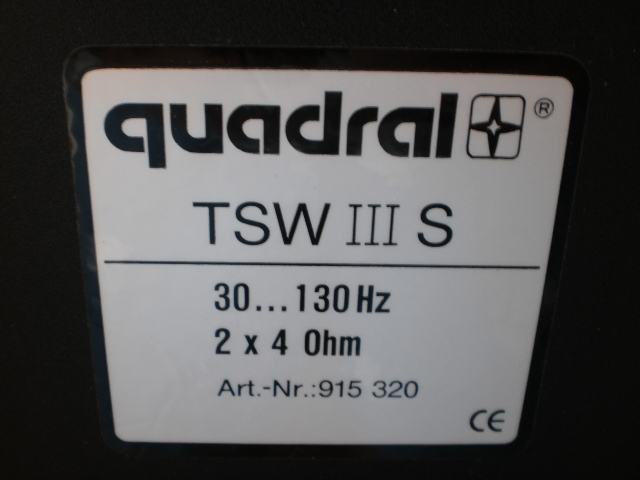 quadral ®
TSW III S
30...130 Hz
2 x 4 Ohm
Art.-Nr.:915 320
CE